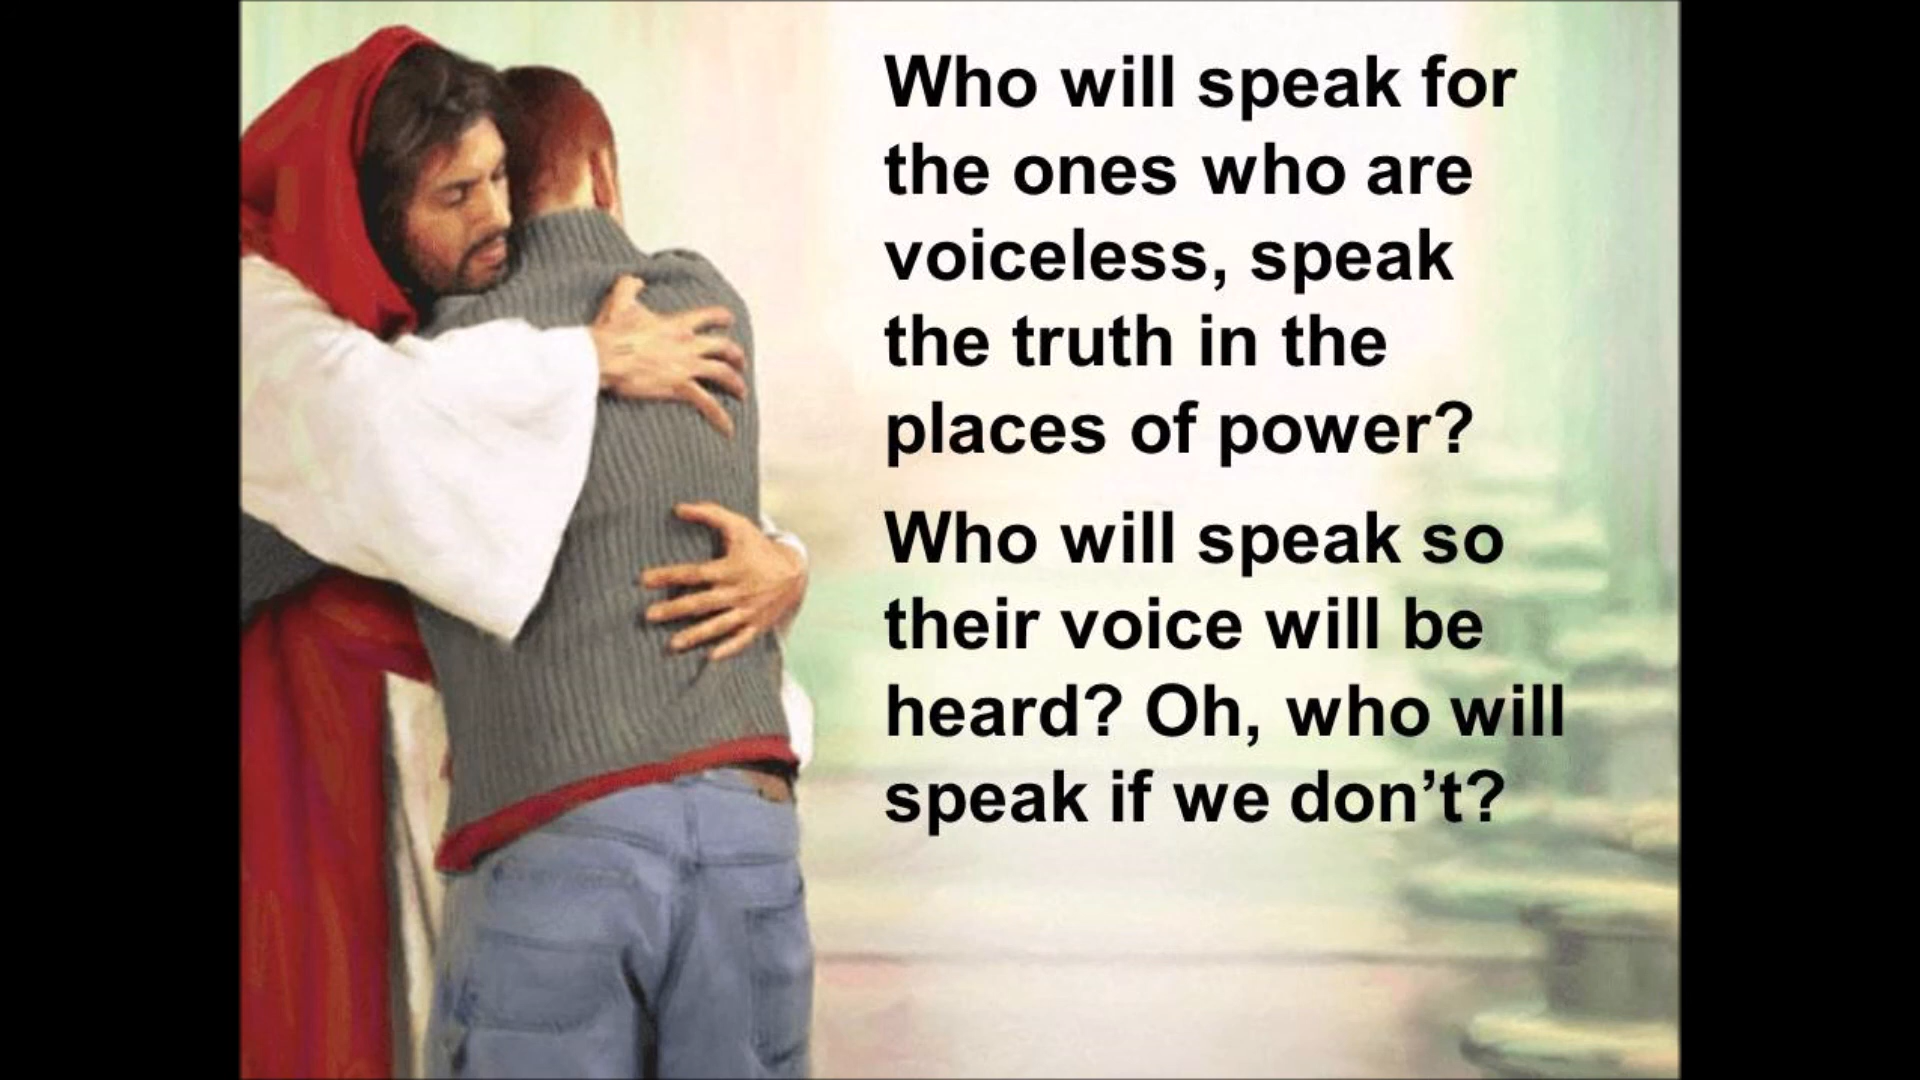 Who will speak for
the ones who are
voiceless, speak
the truth in the
places of power?
Who will speak so
their voice will be
heard? Oh, who will
speak if we don’t?